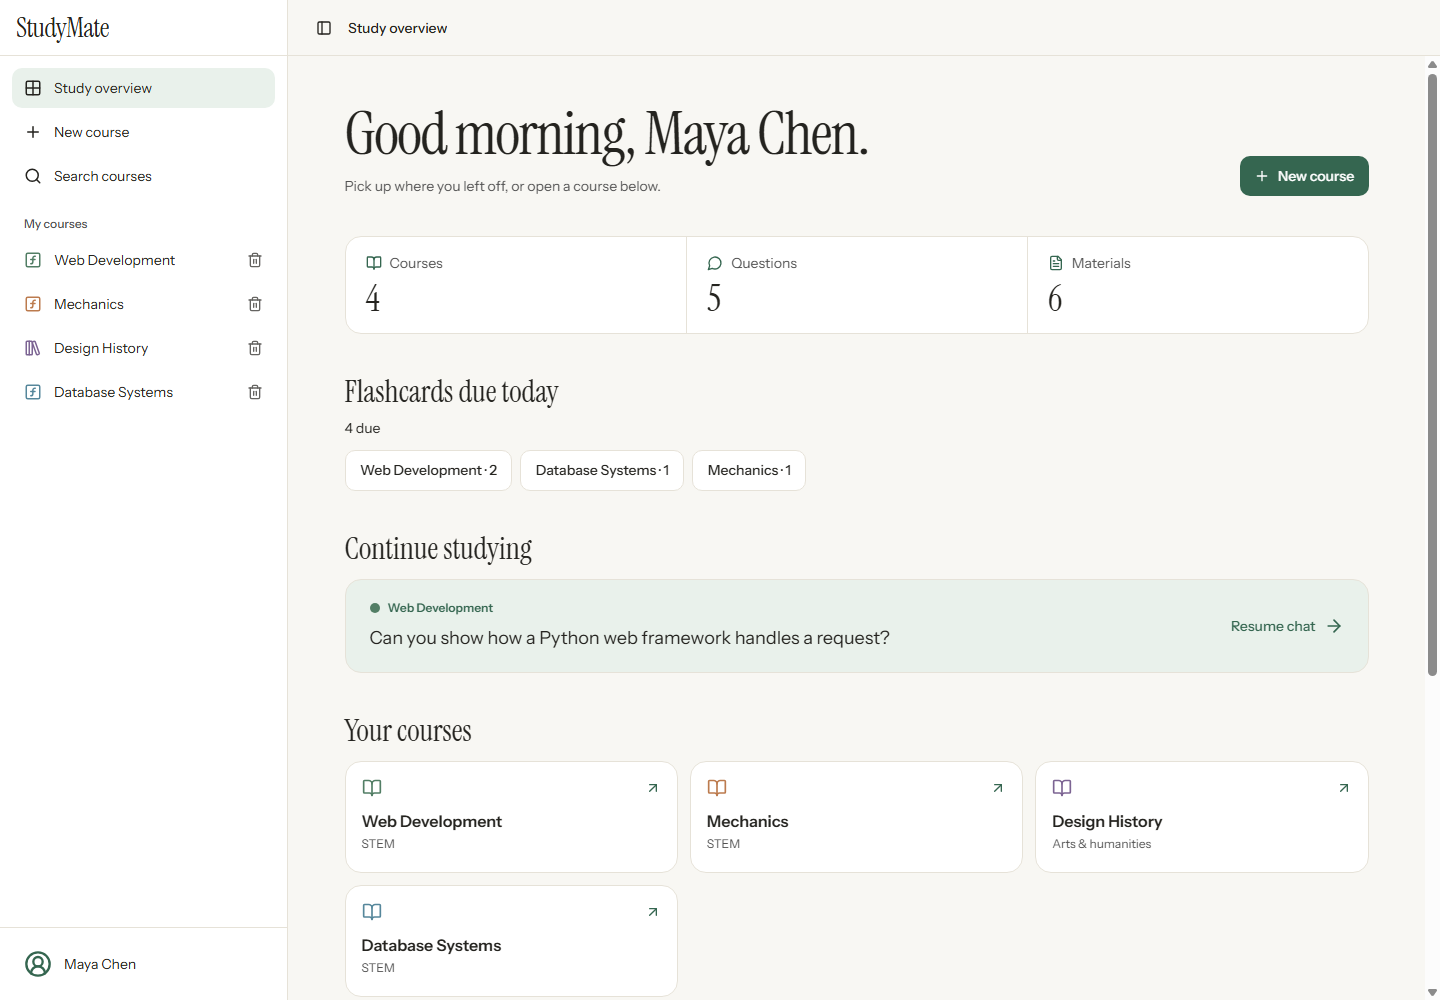 StudyMate
Study overview
New course
Search courses
My courses
Web Development
Mechanics
Design History
Database Systems
Maya Chen
Study overview
Good morning, Maya Chen.
Pick up where you left off, or open a course below.
New course
Courses
4
Questions
5
Materials
6
Flashcards due today
4 due
Web Development · 2
Database Systems · 1
Mechanics · 1
Continue studying
Web Development
Can you show how a Python web framework handles a request?
Resume chat
Your courses
Web Development
STEM
Mechanics
STEM
Design History
Arts & humanities
Database Systems
STEM